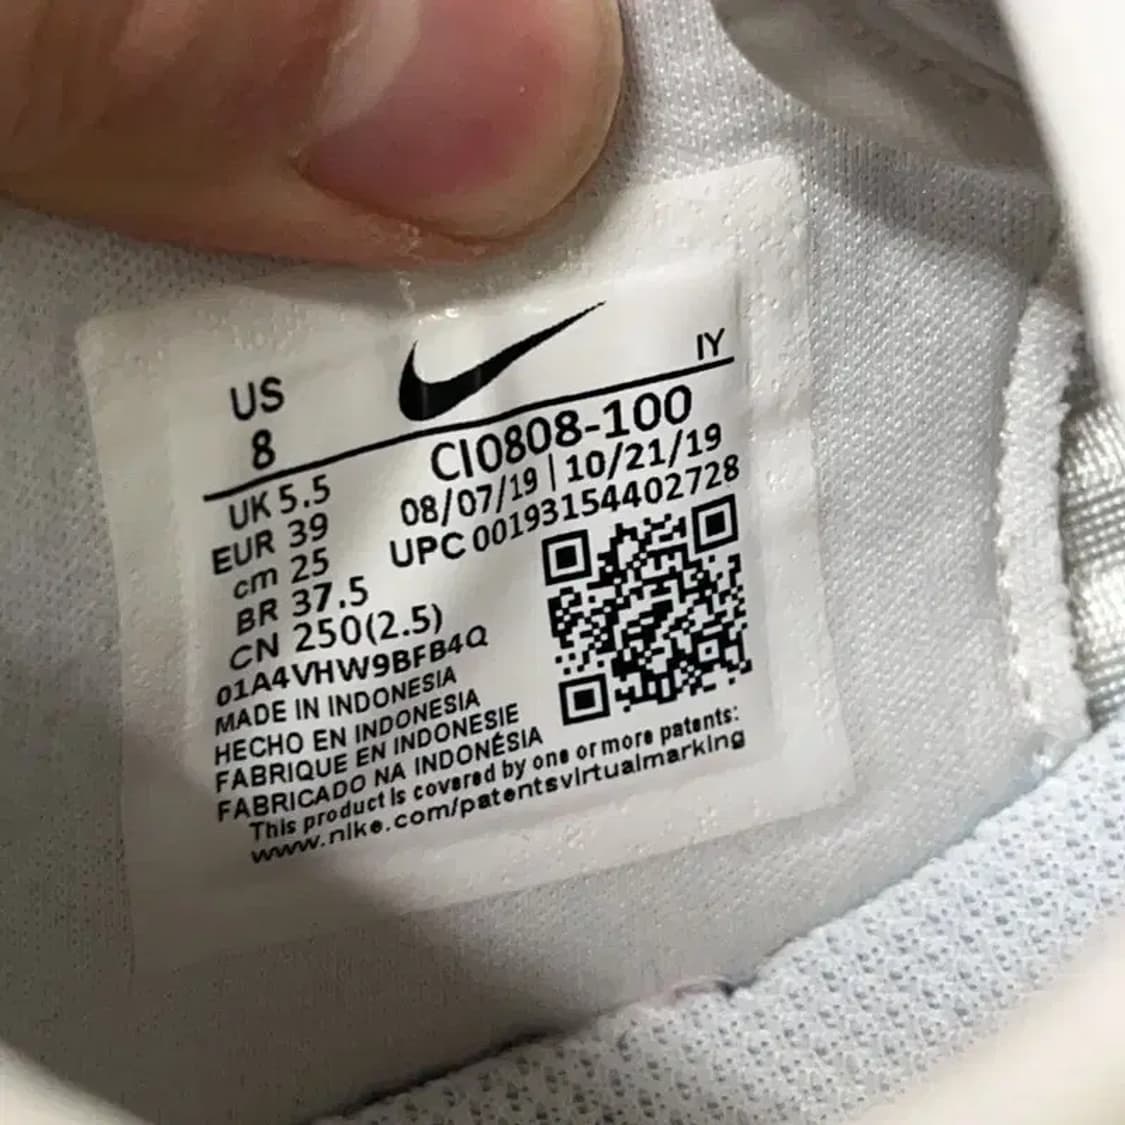 US
8
IY
CI0808-100
08/07/19 | 10/21/19
UPC 00193154402728
UK 5.5
EUR 39
cm 25
BR 37.5
CN 250(2.5)
01A4VHW9BFB4Q
MADE IN INDONESIA
HECHO EN INDONESIA
FABRIQUE EN INDONESIE
FABRICADO NA INDONÉSIA
This product is covered by one or more patents:
www.nike.com/patentsvirtualmarking